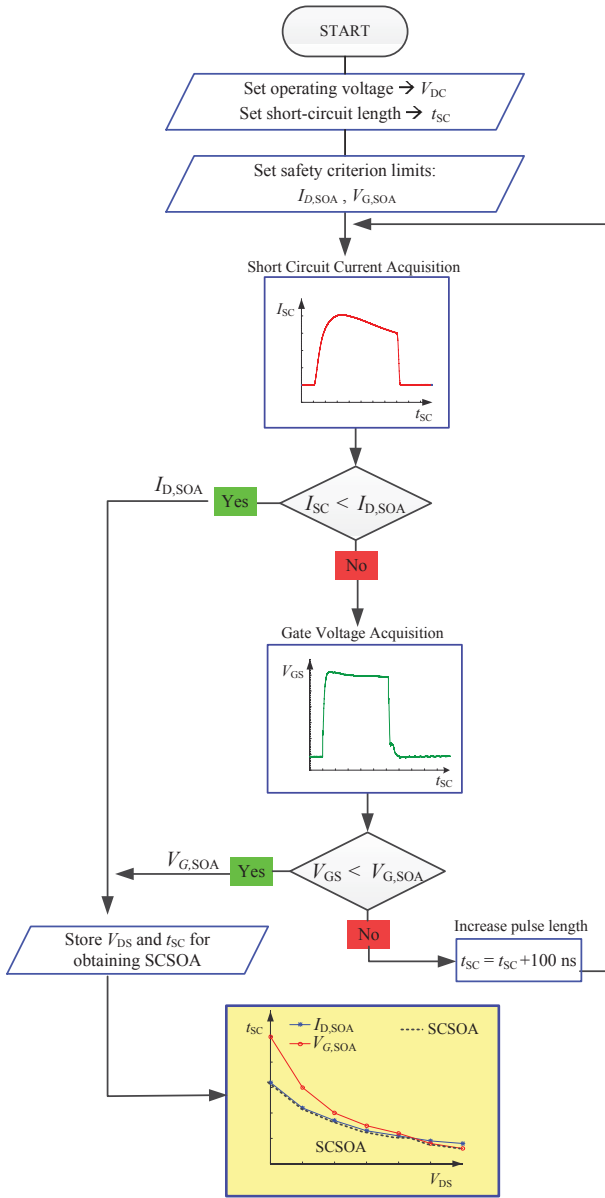 START
Set operating voltage → V_DC
Set short-circuit length → t_SC
Set safety criterion limits:
I_D,SOA , V_G,SOA
Short Circuit Current Acquisition
I_SC
t_SC
I_D,SOA
Yes
I_SC < I_D,SOA
No
Gate Voltage Acquisition
V_GS
t_SC
V_G,SOA
Yes
V_GS < V_G,SOA
No
Increase pulse length
t_SC = t_SC +100 ns
Store V_DS and t_SC for
obtaining SCSOA
t_SC
I_D,SOA
V_G,SOA
SCSOA
SCSOA
V_DS